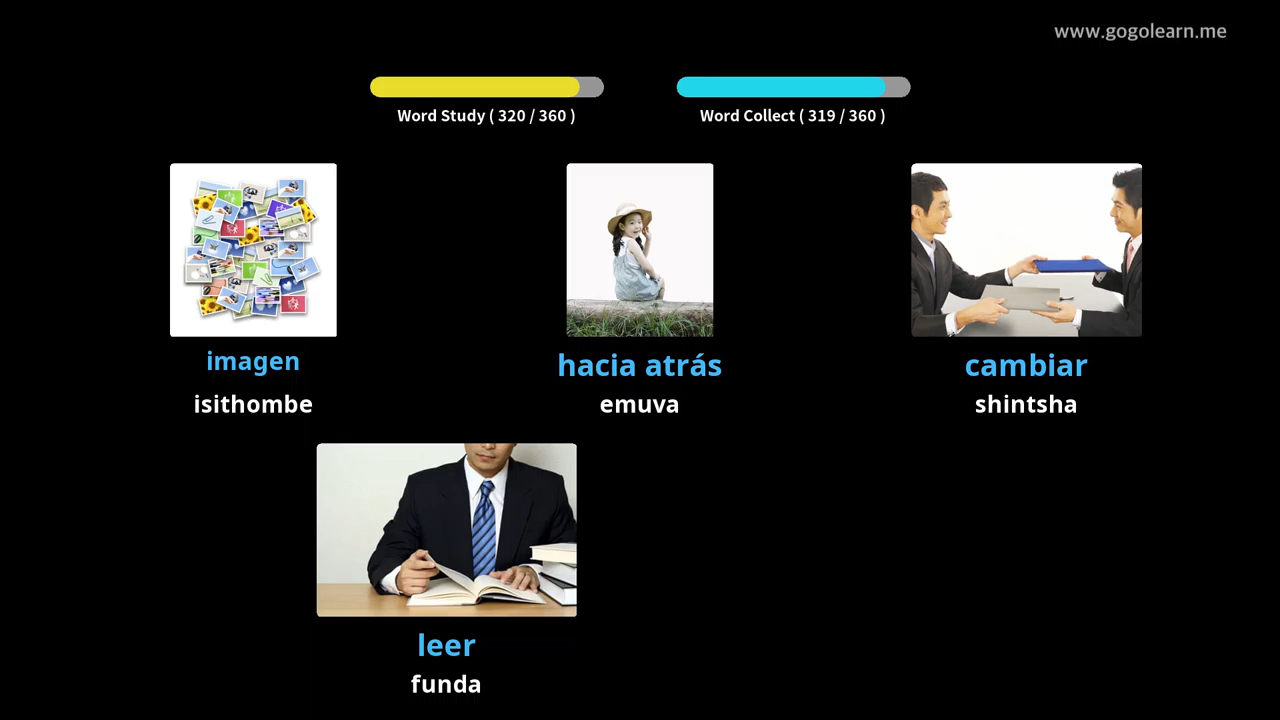 www.gogolearn.me
Word Study ( 320 / 360 )
Word Collect ( 319 / 360 )
imagen
isithombe
hacia atrás
emuva
cambiar
shintsha
leer
funda